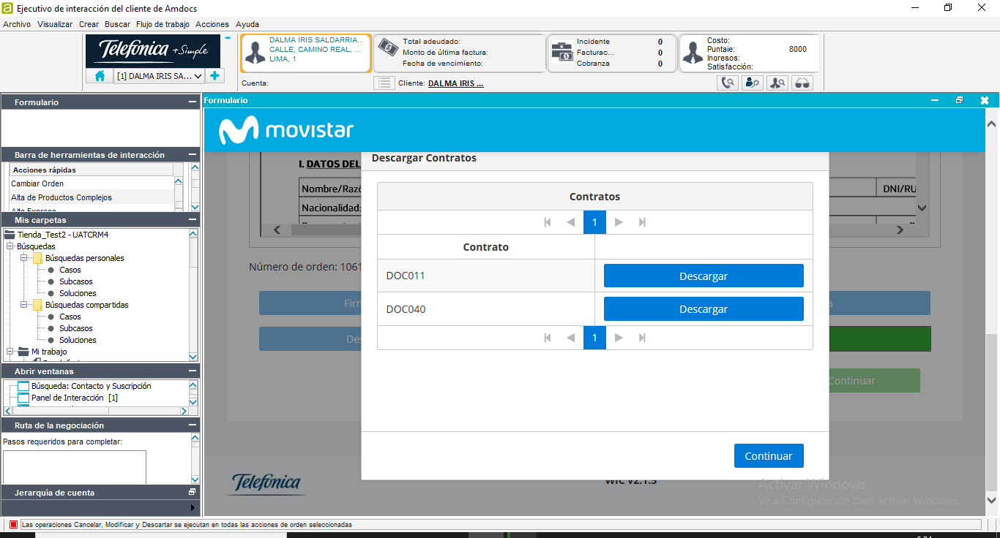 Ejecutivo de interacción del cliente de Amdocs
Archivo Visualizar Crear Buscar Flujo de trabajo Acciones Ayuda
Telefónica +Simple
[1] DALMA IRIS SA...
DALMA IRIS SALDARRIA...
CALLE, CAMINO REAL, ...
LIMA, 1
Total adeudado:
Monto de última factura:
Fecha de vencimiento:
Incidente 0
Facturac... 0
Cobranza 0
Costo:
Puntaje: 8000
Ingresos:
Satisfacción:
Cuenta:
Cliente: DALMA IRIS ...
Formulario
Barra de herramientas de interacción
Acciones rápidas
Cambiar Orden
Alta de Productos Complejos
Mis carpetas
Tienda_Test2 - UATCRM4
Búsquedas
Búsquedas personales
Casos
Subcasos
Soluciones
Búsquedas compartidas
Casos
Subcasos
Soluciones
Mi trabajo
Abrir ventanas
Búsqueda: Contacto y Suscripción
Panel de Interacción [1]
Ruta de la negociación
Pasos requeridos para completar:
Jerarquía de cuenta
Formulario
movistar
I. DATOS DEL
Nombre/Razó
DNI/RU
Nacionalidad:
Número de orden: 1061
Firr
a
De
Continuar
Descargar Contratos
Contratos
1
Contrato
DOC011 Descargar
DOC040 Descargar
1
Continuar
Telefónica
WIC v2.1.3
Activar Windows
Ve a Configuración para activar Windows.
Las operaciones Cancelar, Modificar y Descartar se ejecutan en todas las acciones de orden seleccionadas